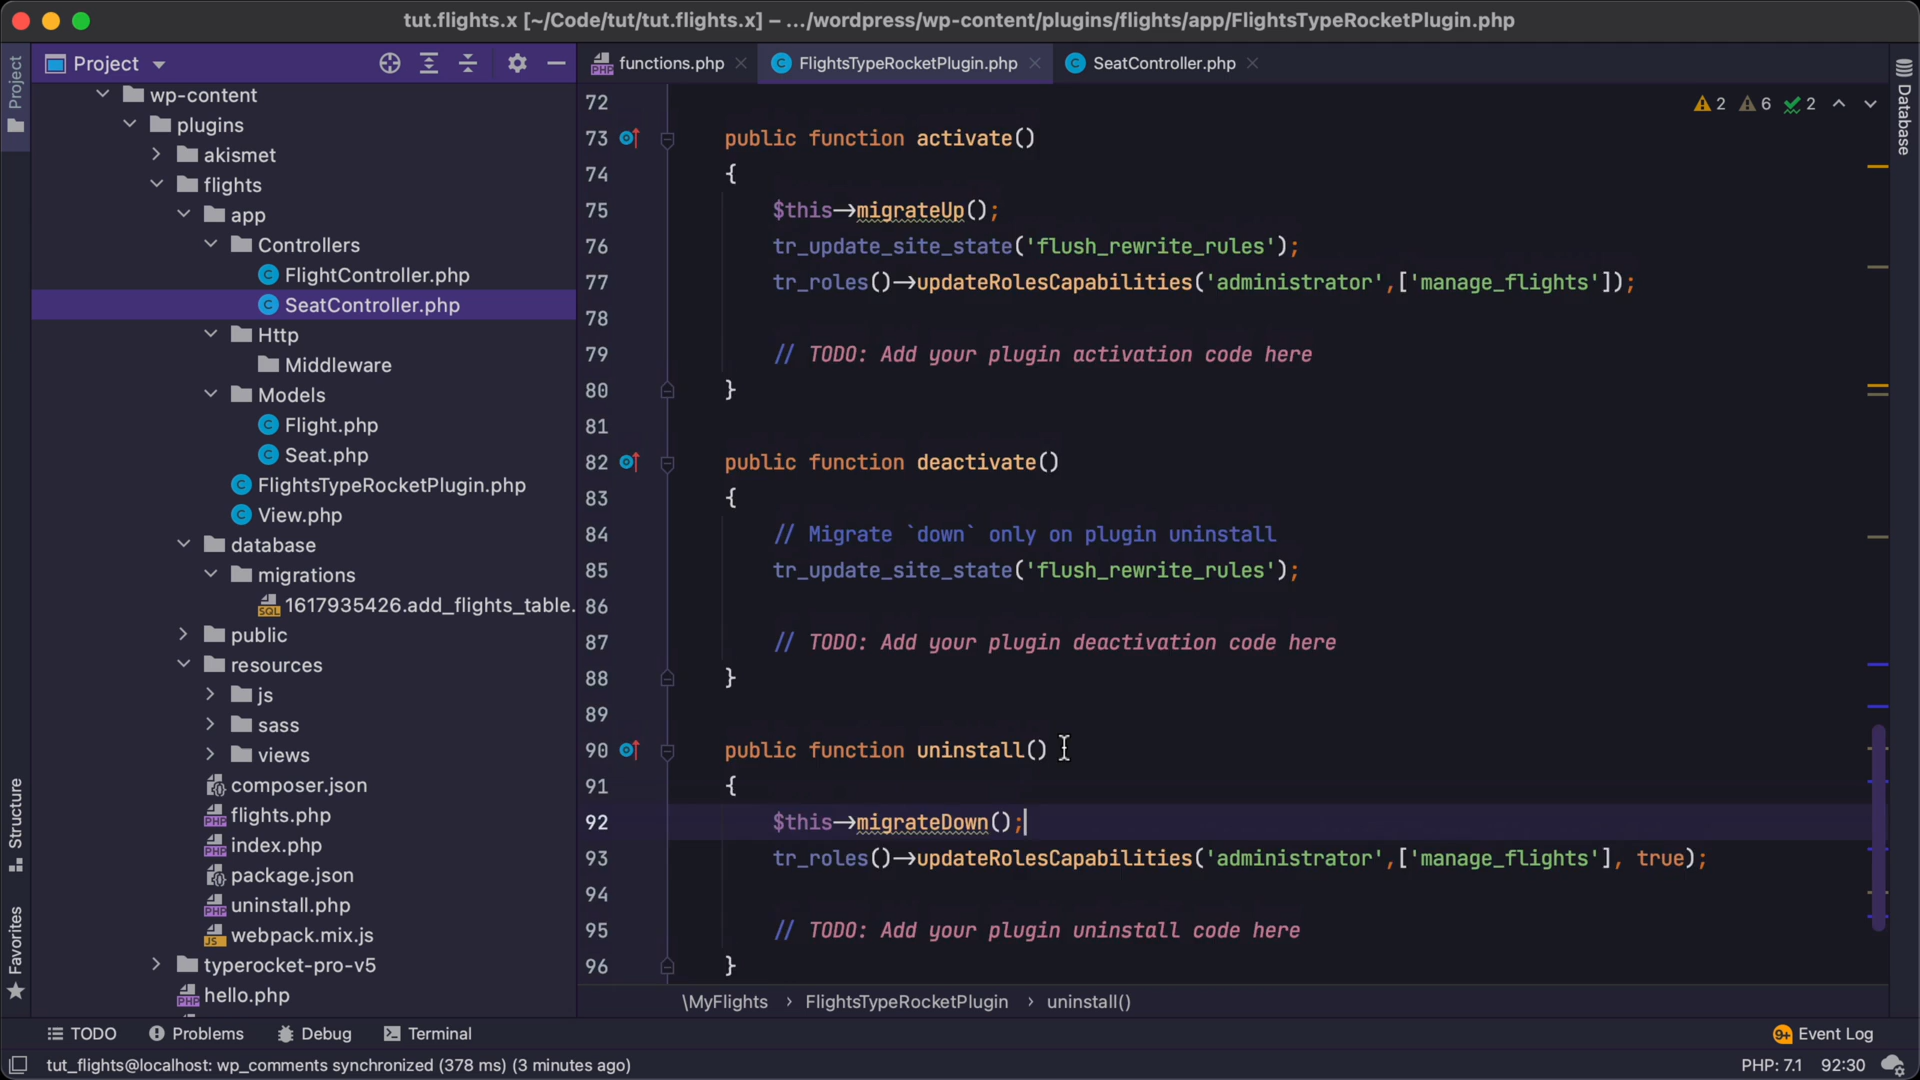 tut.flights.x [~/Code/tut/tut.flights.x] – .../wordpress/wp-content/plugins/flights/app/FlightsTypeRocketPlugin.php
Project
functions.php
FlightsTypeRocketPlugin.php
SeatController.php
Project
Structure
Favorites
Database
wp-content
plugins
akismet
flights
app
Controllers
FlightController.php
SeatController.php
Http
Middleware
Models
Flight.php
Seat.php
FlightsTypeRocketPlugin.php
View.php
database
migrations
1617935426.add_flights_table.
public
resources
js
sass
views
composer.json
flights.php
index.php
package.json
uninstall.php
webpack.mix.js
typerocket-pro-v5
hello.php
2 6 2
72
73 public function activate()
74 {
75 $this->migrateUp();
76 tr_update_site_state('flush_rewrite_rules');
77 tr_roles()->updateRolesCapabilities('administrator',['manage_flights']);
78
79 // TODO: Add your plugin activation code here
80 }
81
82 public function deactivate()
83 {
84 // Migrate `down` only on plugin uninstall
85 tr_update_site_state('flush_rewrite_rules');
86
87 // TODO: Add your plugin deactivation code here
88 }
89
90 public function uninstall()
91 {
92 $this->migrateDown();
93 tr_roles()->updateRolesCapabilities('administrator',['manage_flights'], true);
94
95 // TODO: Add your plugin uninstall code here
96 }
\MyFlights › FlightsTypeRocketPlugin › uninstall()
TODO Problems Debug Terminal
9+ Event Log
tut_flights@localhost: wp_comments synchronized (378 ms) (3 minutes ago)
PHP: 7.1 92:30